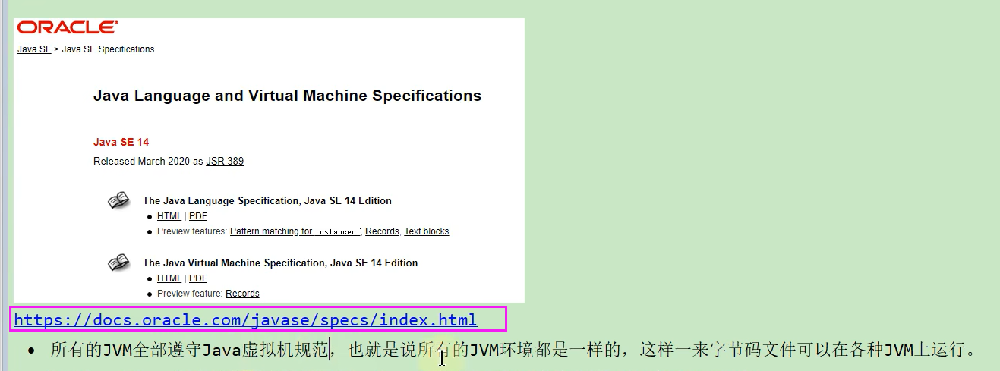 ORACLE
Java SE > Java SE Specifications
Java Language and Virtual Machine Specifications
Java SE 14
Released March 2020 as JSR 389
The Java Language Specification, Java SE 14 Edition
● HTML | PDF
● Preview features: Pattern matching for instanceof, Records, Text blocks
The Java Virtual Machine Specification, Java SE 14 Edition
● HTML | PDF
● Preview feature: Records
https://docs.oracle.com/javase/specs/index.html
● 所有的JVM全部遵守Java虚拟机规范，也就是说所有的JVM环境都是一样的，这样一来字节码文件可以在各种JVM上运行。